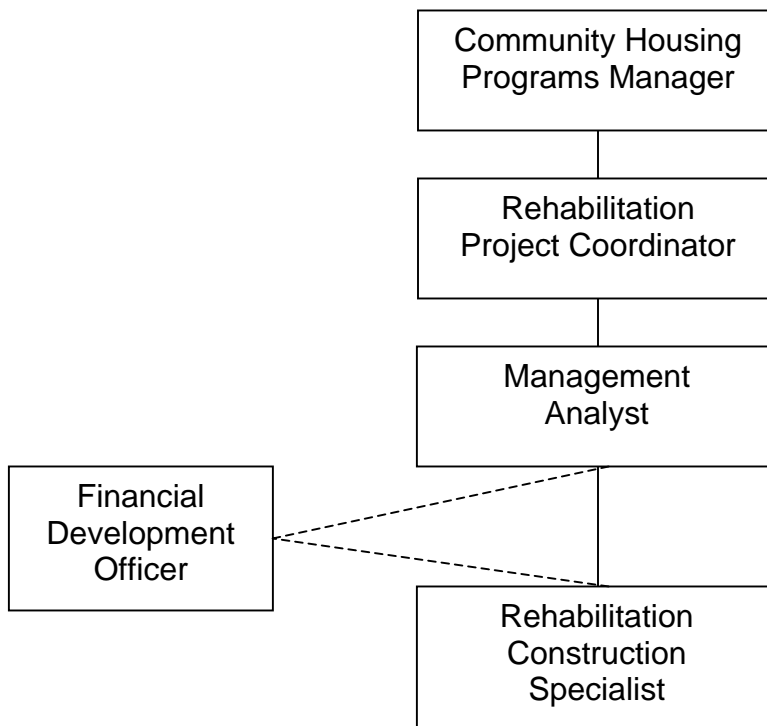 Community Housing
Programs Manager
Rehabilitation
Project Coordinator
Management
Analyst
Financial
Development
Officer
Rehabilitation
Construction
Specialist